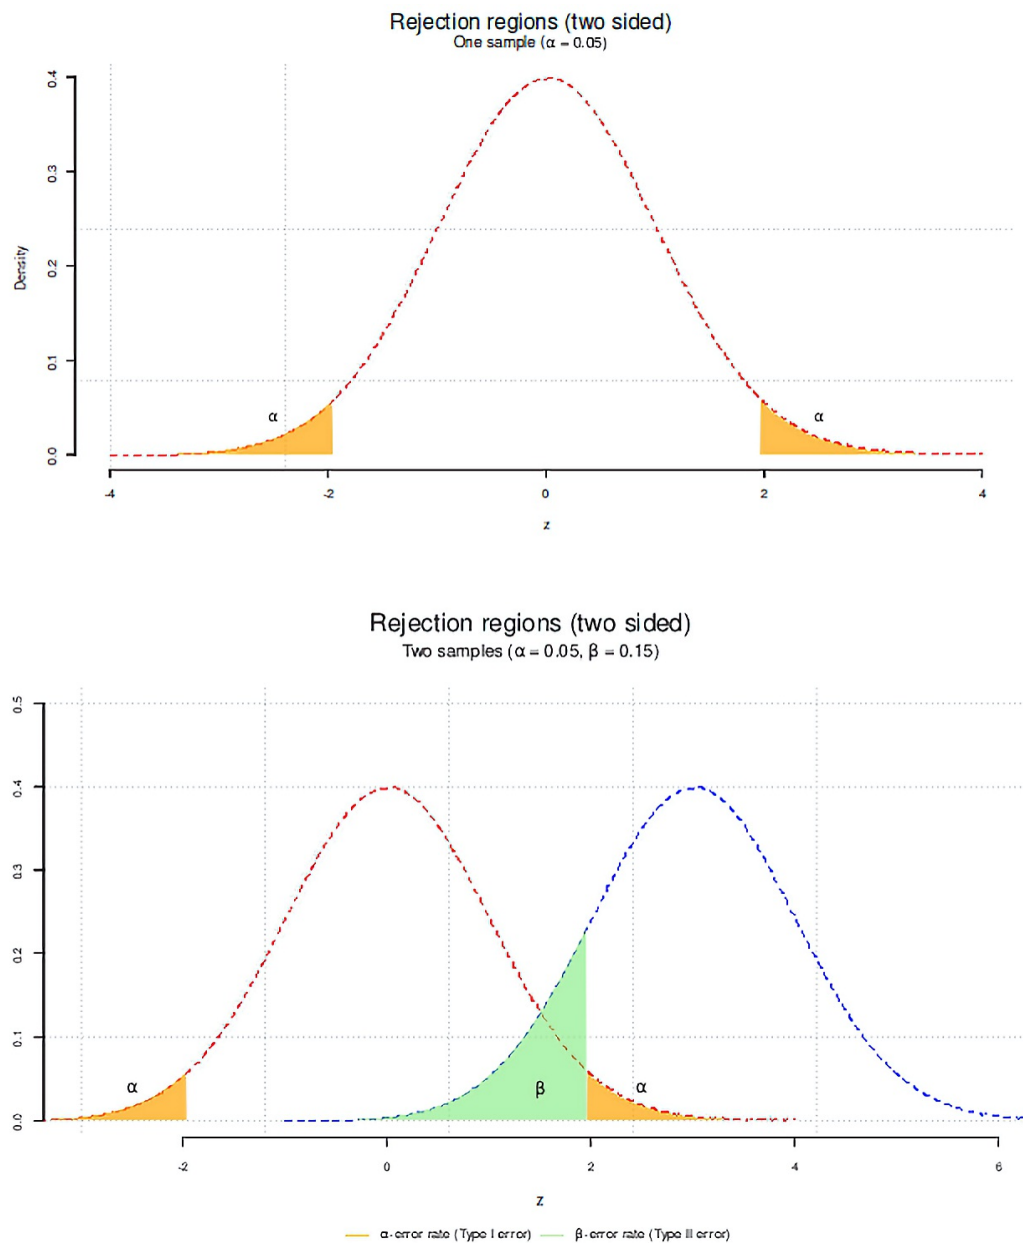 Rejection regions (two sided)
One sample (α = 0.05)
0.4
0.3
0.2
0.1
0.0
Density
α
α
-4
-2
0
2
4
z
Rejection regions (two sided)
Two samples (α = 0.05, β = 0.15)
0.5
0.4
0.3
0.2
0.1
0.0
α
β
α
-2
0
2
4
6
z
α-error rate (Type I error)
β-error rate (Type II error)